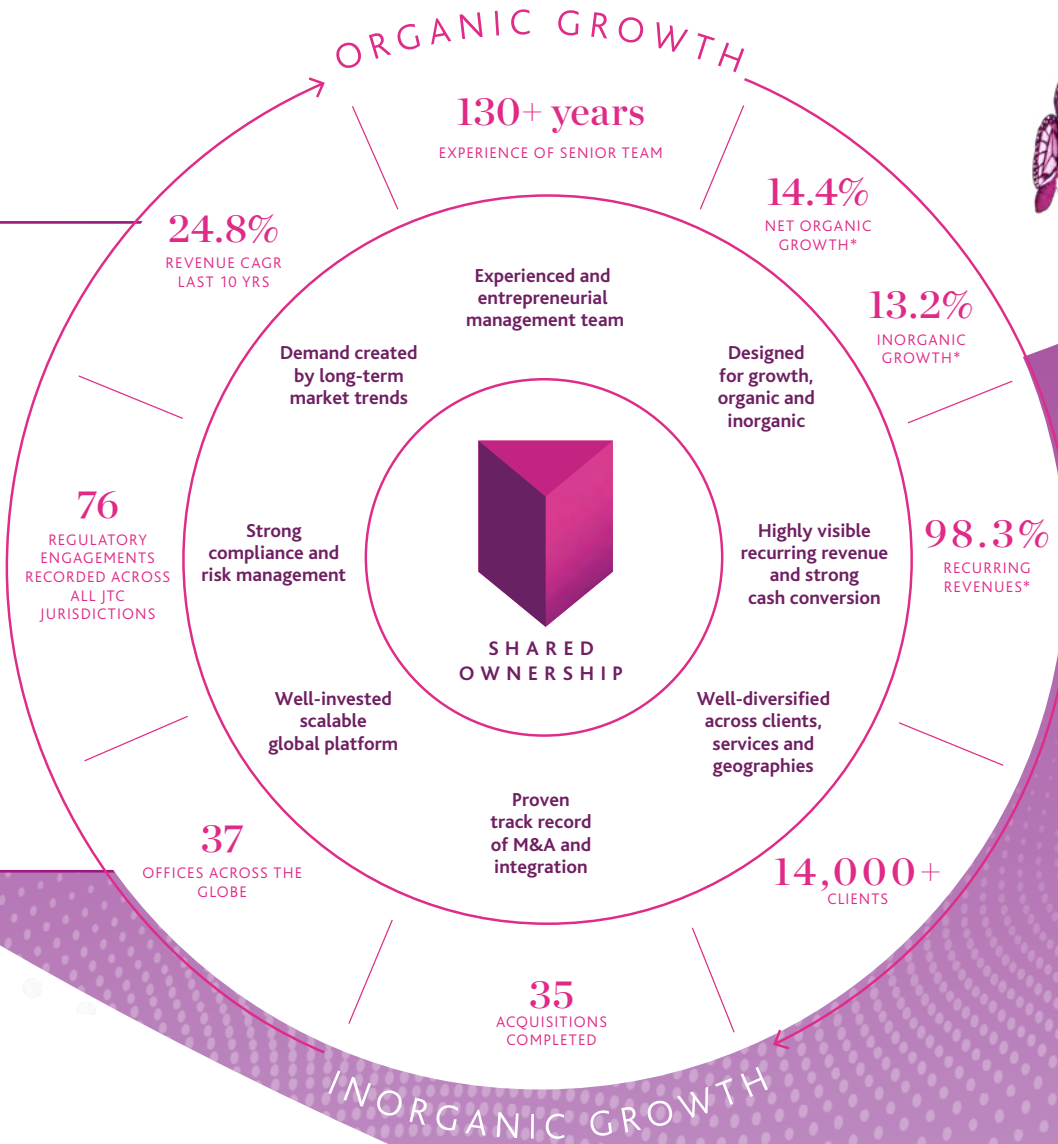 ORGANIC GROWTH
130+ years
EXPERIENCE OF SENIOR TEAM
14.4%
NET ORGANIC
GROWTH*
13.2%
INORGANIC
GROWTH*
98.3%
RECURRING
REVENUES*
14,000+
CLIENTS
35
ACQUISITIONS
COMPLETED
37
OFFICES ACROSS THE
GLOBE
76
REGULATORY
ENGAGEMENTS
RECORDED ACROSS
ALL JTC
JURISDICTIONS
24.8%
REVENUE CAGR
LAST 10 YRS
Experienced and
entrepreneurial
management team
Designed
for growth,
organic and
inorganic
Highly visible
recurring revenue
and strong
cash conversion
Well-diversified
across clients,
services and
geographies
Proven
track record
of M&A and
integration
Well-invested
scalable
global platform
Strong
compliance and
risk management
Demand created
by long-term
market trends
SHARED
OWNERSHIP
INORGANIC GROWTH